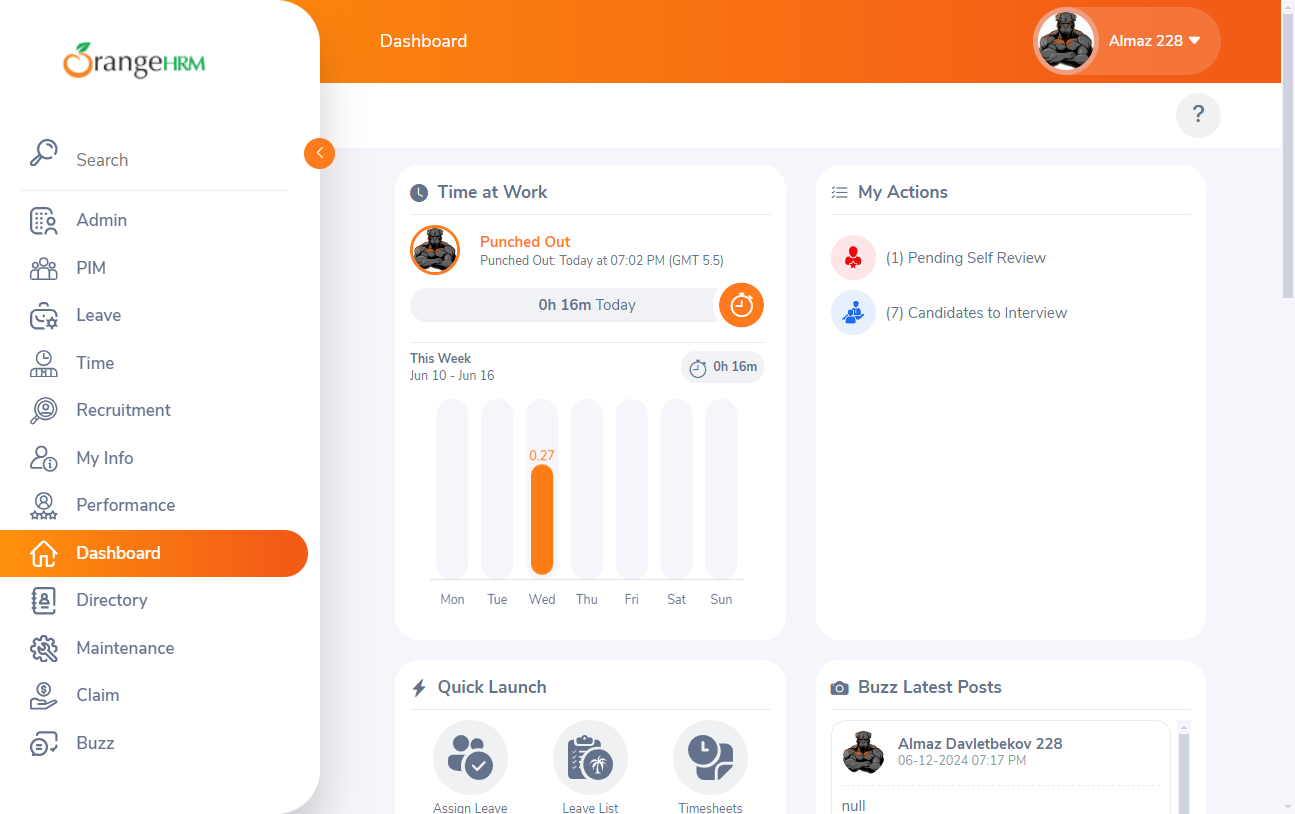 OrangeHRM
Dashboard
Almaz 228
?
Search
Admin
PIM
Leave
Time
Recruitment
My Info
Performance
Dashboard
Directory
Maintenance
Claim
Buzz
Time at Work
Punched Out
Punched Out: Today at 07:02 PM (GMT 5.5)
0h 16m Today
This Week
Jun 10 - Jun 16
0h 16m
0.27
Mon Tue Wed Thu Fri Sat Sun
My Actions
(1) Pending Self Review
(7) Candidates to Interview
Quick Launch
Assign Leave Leave List Timesheets
Buzz Latest Posts
Almaz Davletbekov 228
06-12-2024 07:17 PM
null